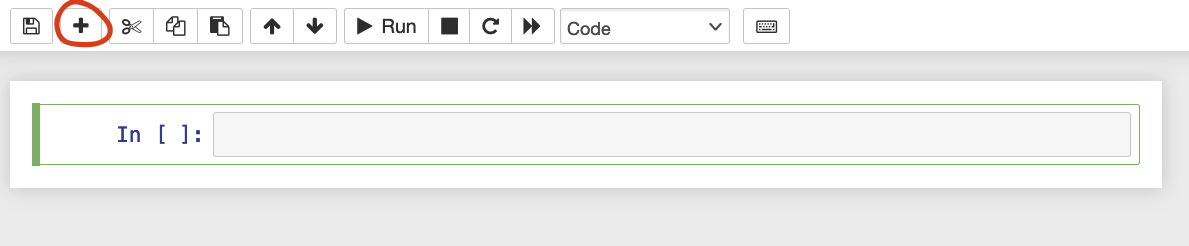 Run
Code
In [ ]: